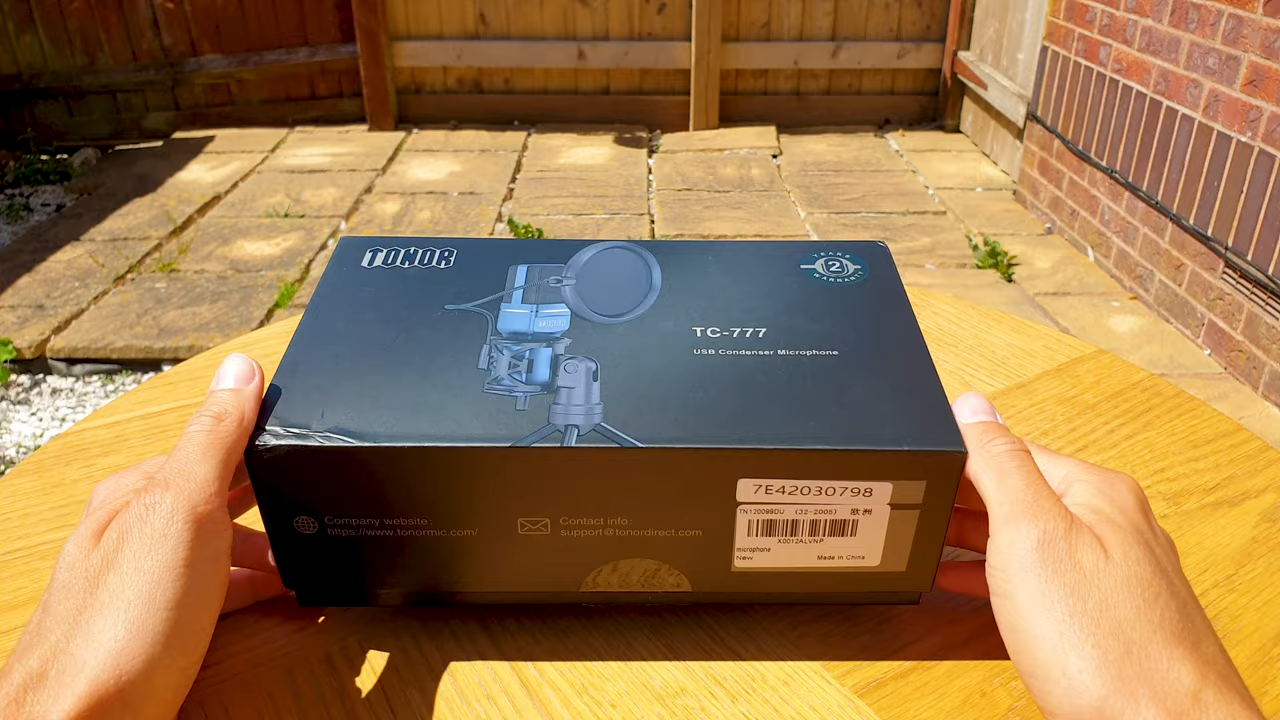 TONOR
YEARS
2
WARRANTY
TC-777
USB Condenser Microphone
7E42030798
TN120099DU (32-2005) 欧洲
X0012ALVNP
microphone
New
Made in China
Company website:
https://www.tonormic.com/
Contact info:
support@tonordirect.com